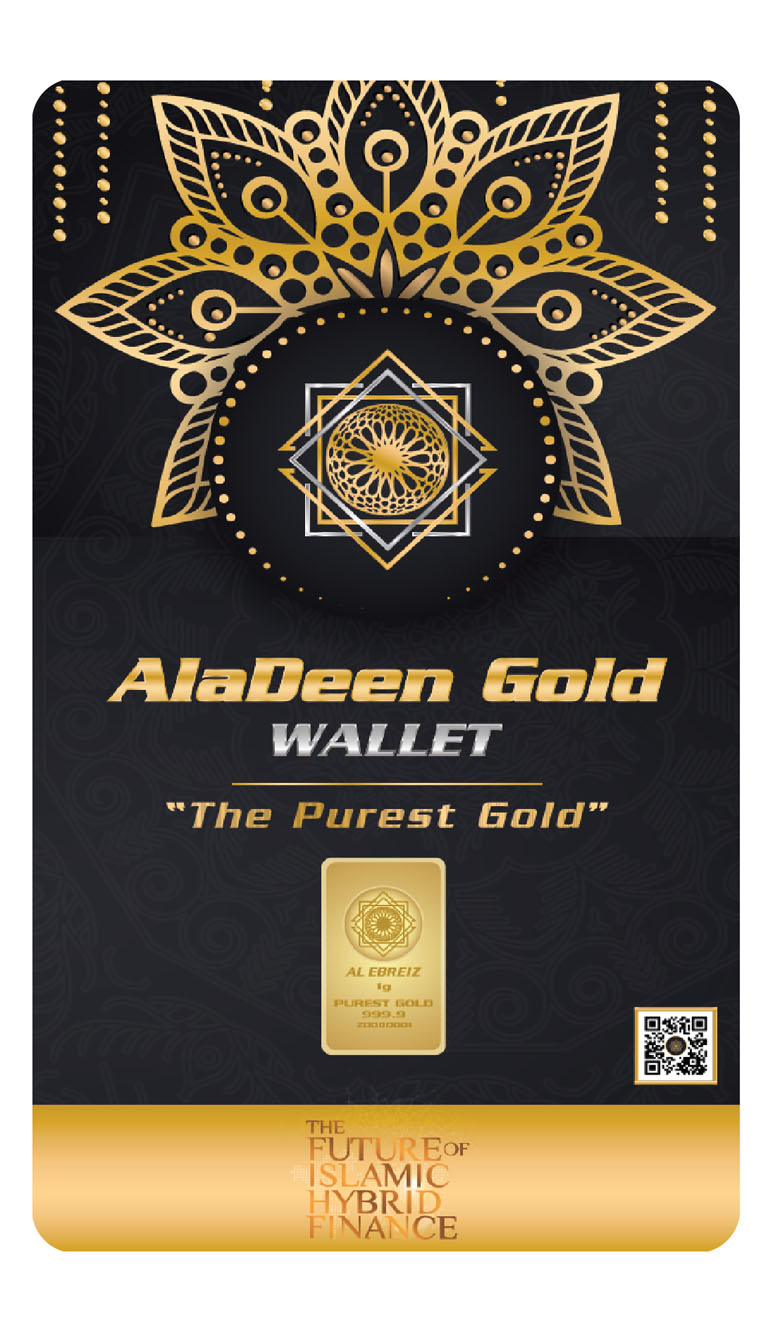 AlaDeen Gold
WALLET
"The Purest Gold"
AL EBREIZ
1g
PUREST GOLD
999.9
THE
FUTURE OF
ISLAMIC
HYBRID
FINANCE